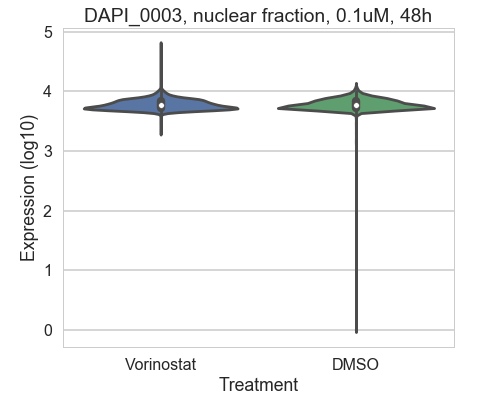 DAPI_0003, nuclear fraction, 0.1uM, 48h
5
4
3
2
1
0
Expression (log10)
Vorinostat DMSO
Treatment